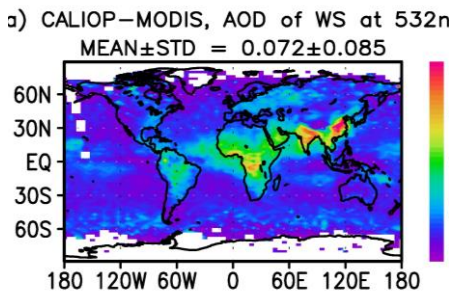 a) CALIOP-MODIS, AOD of WS at 532n
MEAN±STD = 0.072±0.085
60N
30N
EQ
30S
60S
180 120W 60W 0 60E 120E 180